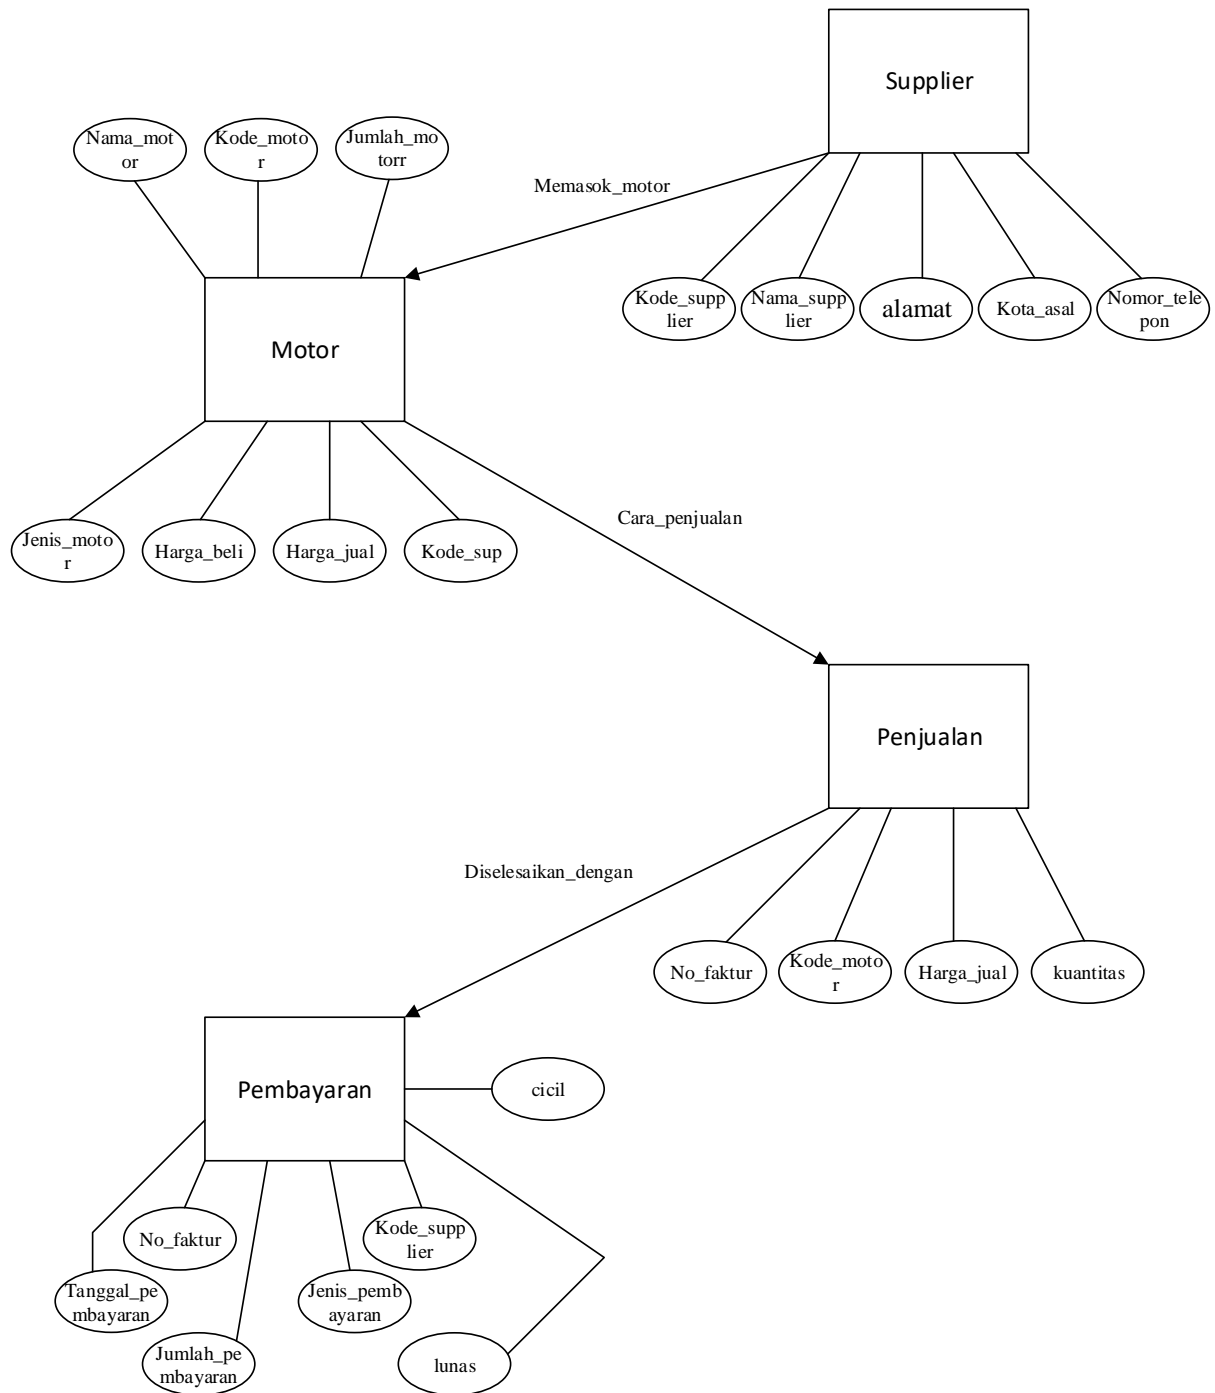 Supplier
Nama_mot
or
Kode_moto
r
Jumlah_mo
torr
Memasok_motor
Kode_supp
lier
Nama_supp
lier
alamat
Kota_asal
Nomor_tele
pon
Motor
Jenis_moto
r
Harga_beli
Harga_jual
Kode_sup
Cara_penjualan
Penjualan
Diselesaikan_dengan
No_faktur
Kode_moto
r
Harga_jual
kuantitas
Pembayaran
cicil
No_faktur
Kode_supp
lier
Tanggal_pe
mbayaran
Jenis_pemb
ayaran
Jumlah_pe
mbayaran
lunas